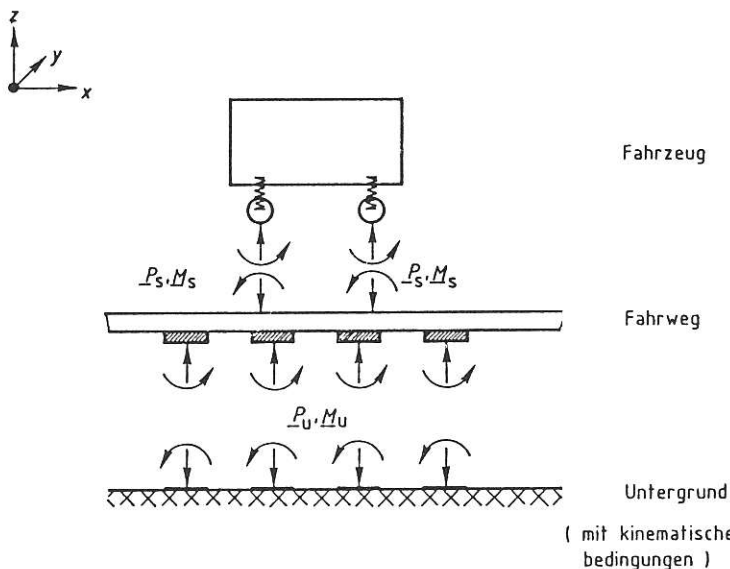 z
y
x
Fahrzeug
P_s, M_s P_s, M_s
Fahrweg
P_u, M_u
Untergrund
( mit kinematische
bedingungen )